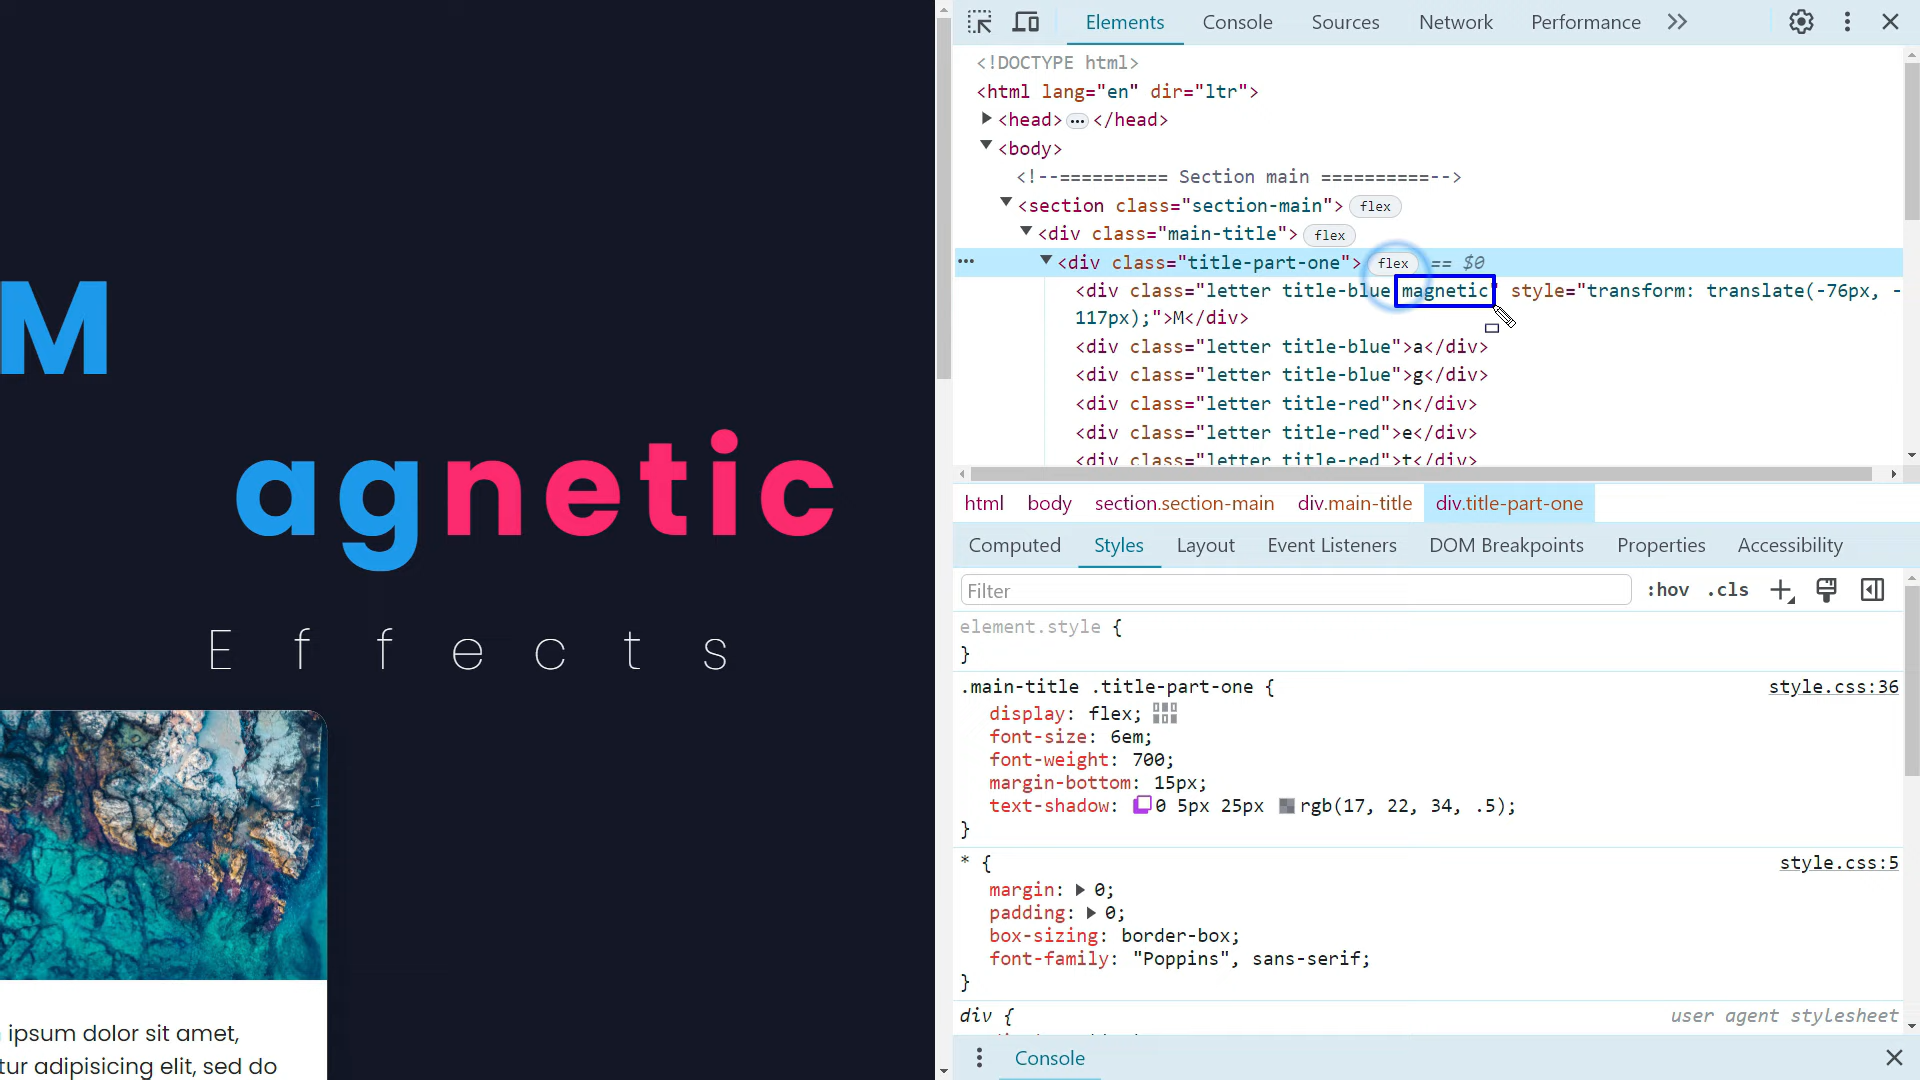 M
agnetic
Effects
ipsum dolor sit amet,
tur adipisicing elit, sed do
Elements Console Sources Network Performance
<!DOCTYPE html>
<html lang="en" dir="ltr">
<head> … </head>
<body>
<!--========== Section main ==========-->
<section class="section-main"> flex
<div class="main-title"> flex
… <div class="title-part-one"> flex == $0
<div class="letter title-blue magnetic" style="transform: translate(-76px, -
117px);">M</div>
<div class="letter title-blue">a</div>
<div class="letter title-blue">g</div>
<div class="letter title-red">n</div>
<div class="letter title-red">e</div>
<div class="letter title-red">t</div>
html body section.section-main div.main-title div.title-part-one
Computed Styles Layout Event Listeners DOM Breakpoints Properties Accessibility
Filter :hov .cls
element.style {
}
.main-title .title-part-one { style.css:36
display: flex;
font-size: 6em;
font-weight: 700;
margin-bottom: 15px;
text-shadow: 0 5px 25px rgb(17, 22, 34, .5);
}
* { style.css:5
margin: 0;
padding: 0;
box-sizing: border-box;
font-family: "Poppins", sans-serif;
}
div { user agent stylesheet
Console